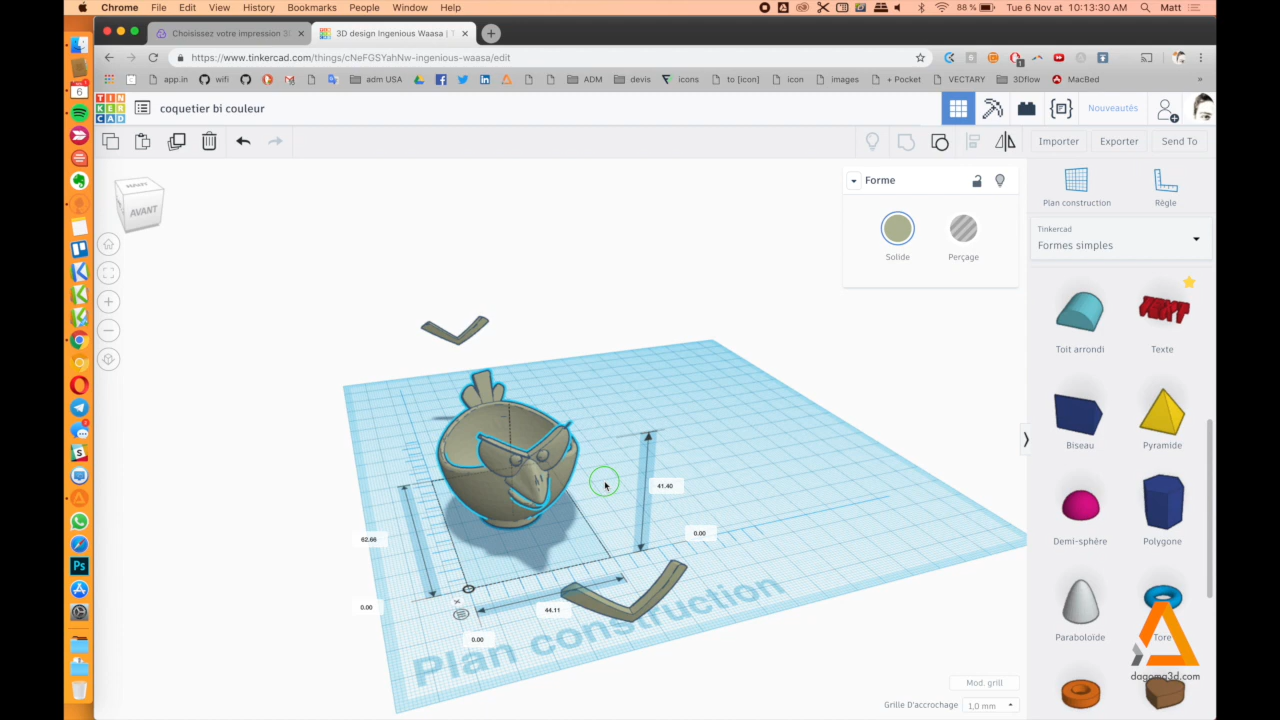 Chrome File Edit View History Bookmarks People Window Help
88 % Tue 6 Nov at 10:13:30 AM Matt
Choisissez votre impression 3
3D design Ingenious Waasa | T
https://www.tinkercad.com/things/cNeFGSYahNw-ingenious-waasa/edit
app.in wifi adm USA ADM devis icons to [icon] icon images + Pocket VECTARY 3Dflow MacBed
6
TIN
KER
CAD
coquetier bi couleur
Nouveautés
Importer Exporter Send To
HAUT
AVANT
Forme
Solide Perçage
Plan construction Règle
Tinkercad
Formes simples
TEXT
Toit arrondi Texte
Biseau Pyramide
Demi-sphère Polygone
Paraboloïde Tore
41.40
0.00
62.66
0.00
44.11
0.00
Plan construction
Mod. grill
Grille D'accrochage 1,0 mm
Ps
dagoma3d.com